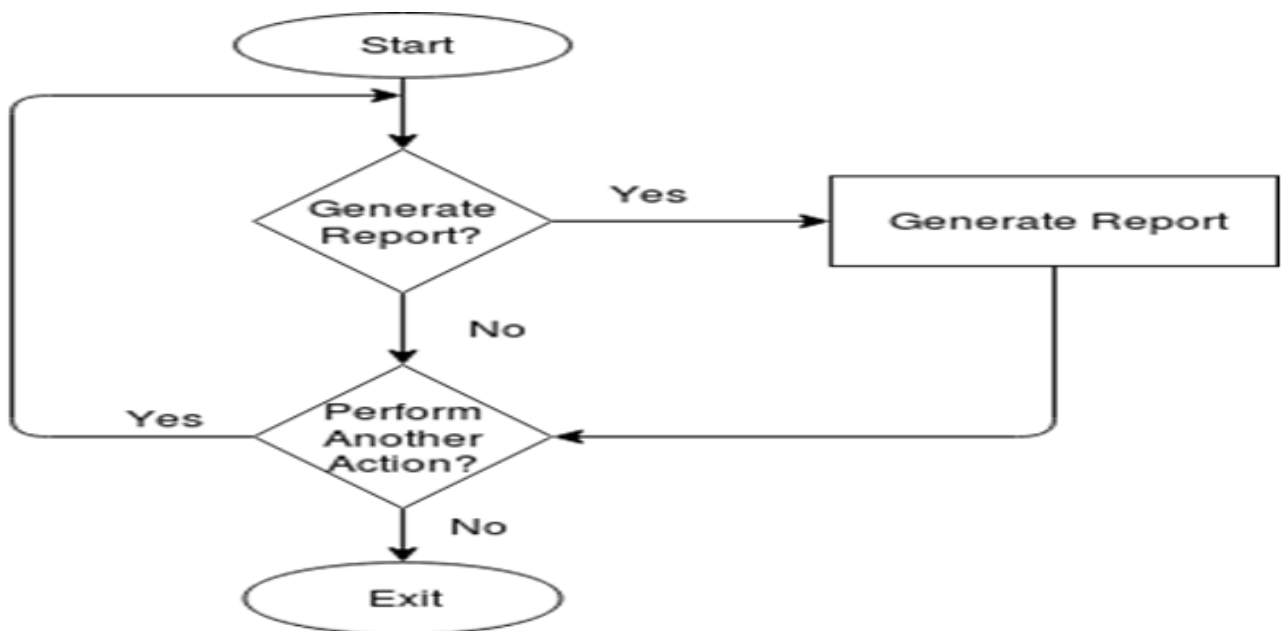 Start
Generate
Report?
Yes
Generate Report
No
Perform
Another
Action?
Yes
No
Exit